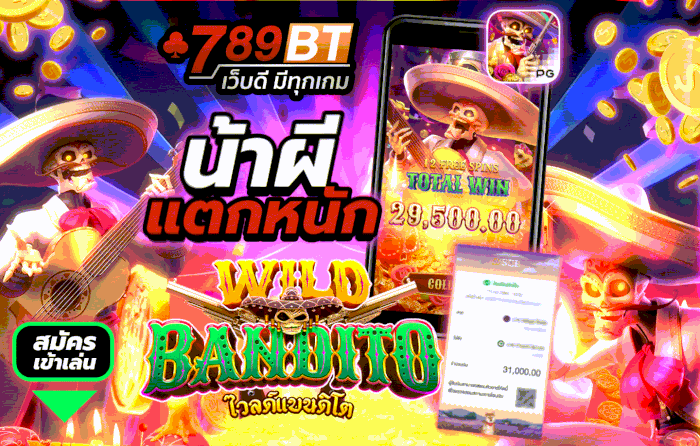 789BT
เว็บดี มีทุกเกม
PG
น้าผี
แตกหนัก
12 FREE SPINS
TOTAL WIN
29,500.00
SCB
31,000.00
WILD
BANDITO
ไวลด์แบนดิโต
สมัคร
เข้าเล่น